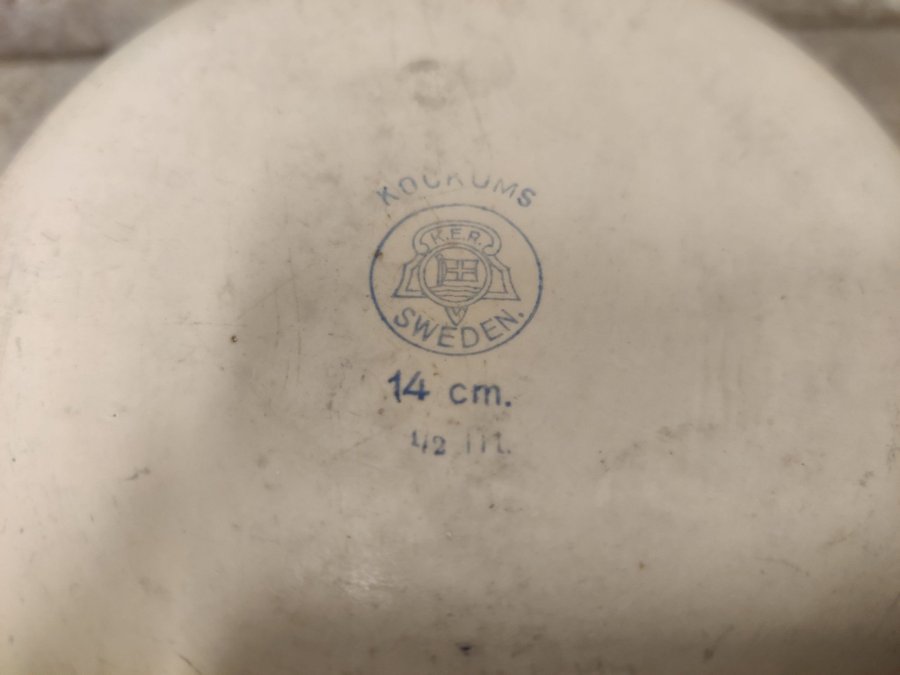 KOCKUMS
K.E.R.
SWEDEN.
14 cm.
1/2 lit.